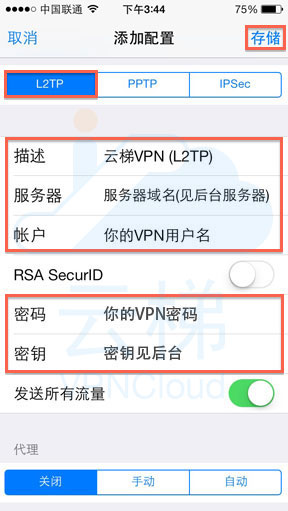 中国联通 下午3:44 75%
取消 添加配置 存储
L2TP PPTP IPSec
描述 云梯VPN (L2TP)
服务器 服务器域名(见后台服务器)
帐户 你的VPN用户名
RSA SecurID
密码 你的VPN密码
密钥 密钥见后台
云梯
VPNCloud
发送所有流量
代理
关闭 手动 自动